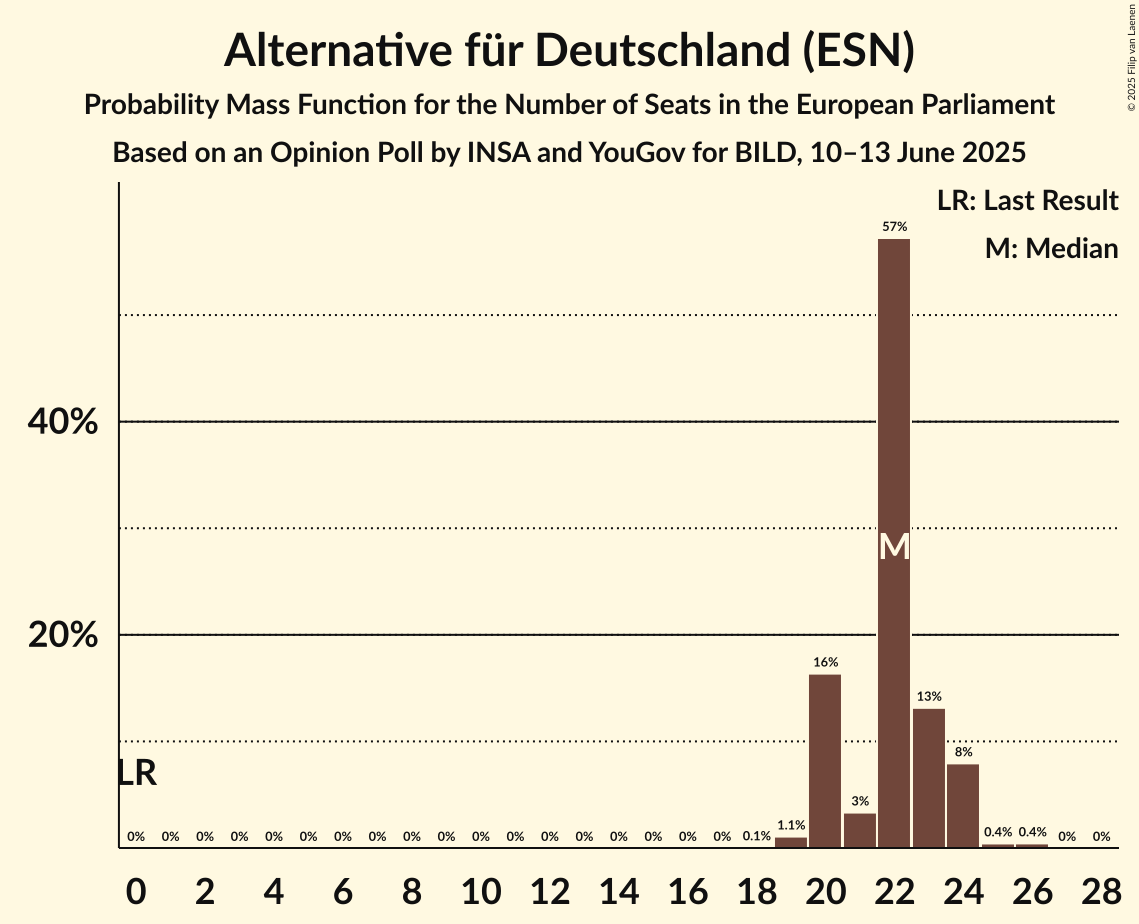 Alternative für Deutschland (ESN)
Probability Mass Function for the Number of Seats in the European Parliament
Based on an Opinion Poll by INSA and YouGov for BILD, 10–13 June 2025
© 2025 Filip van Laenen
LR: Last Result
M: Median
57%
40%
M
20%
16%
13%
8%
LR
3%
1.1%
0% 0% 0% 0% 0% 0% 0% 0% 0% 0% 0% 0% 0% 0% 0% 0% 0% 0% 0.1% 0.4% 0.4% 0% 0%
0 2 4 6 8 10 12 14 16 18 20 22 24 26 28